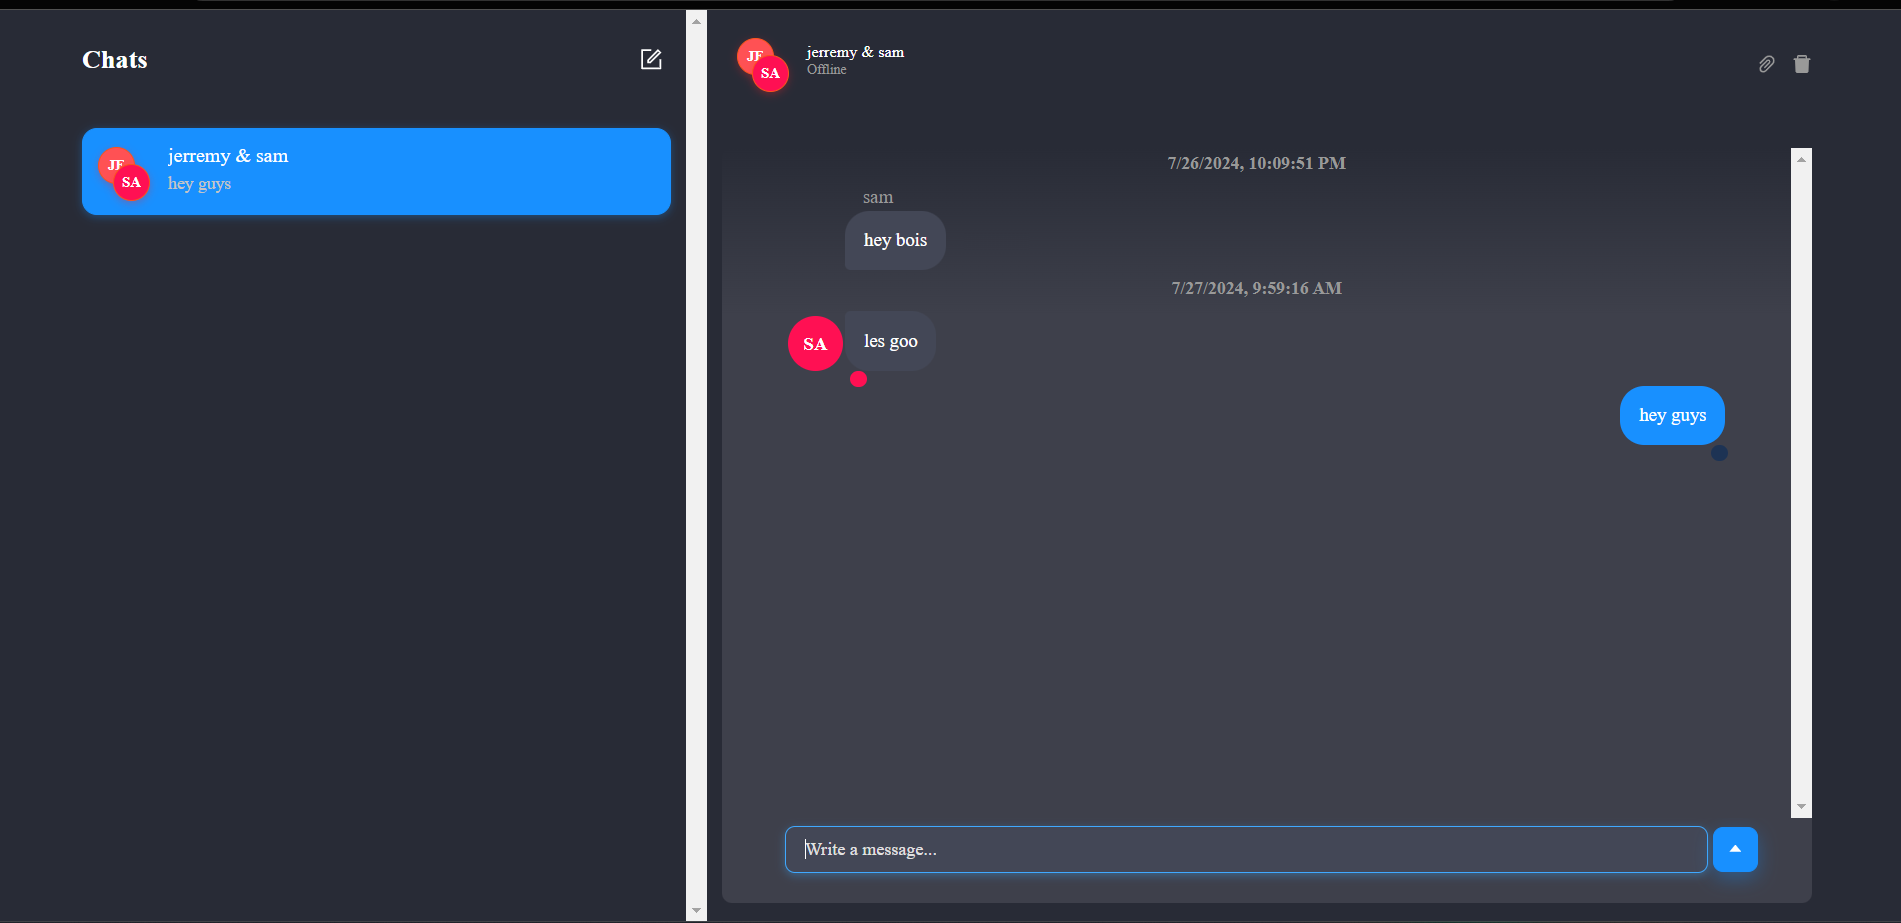 Chats
JE
SA
jerremy & sam
hey guys
JE
SA
jerremy & sam
Offline
7/26/2024, 10:09:51 PM
sam
hey bois
7/27/2024, 9:59:16 AM
SA
les goo
hey guys
Write a message...